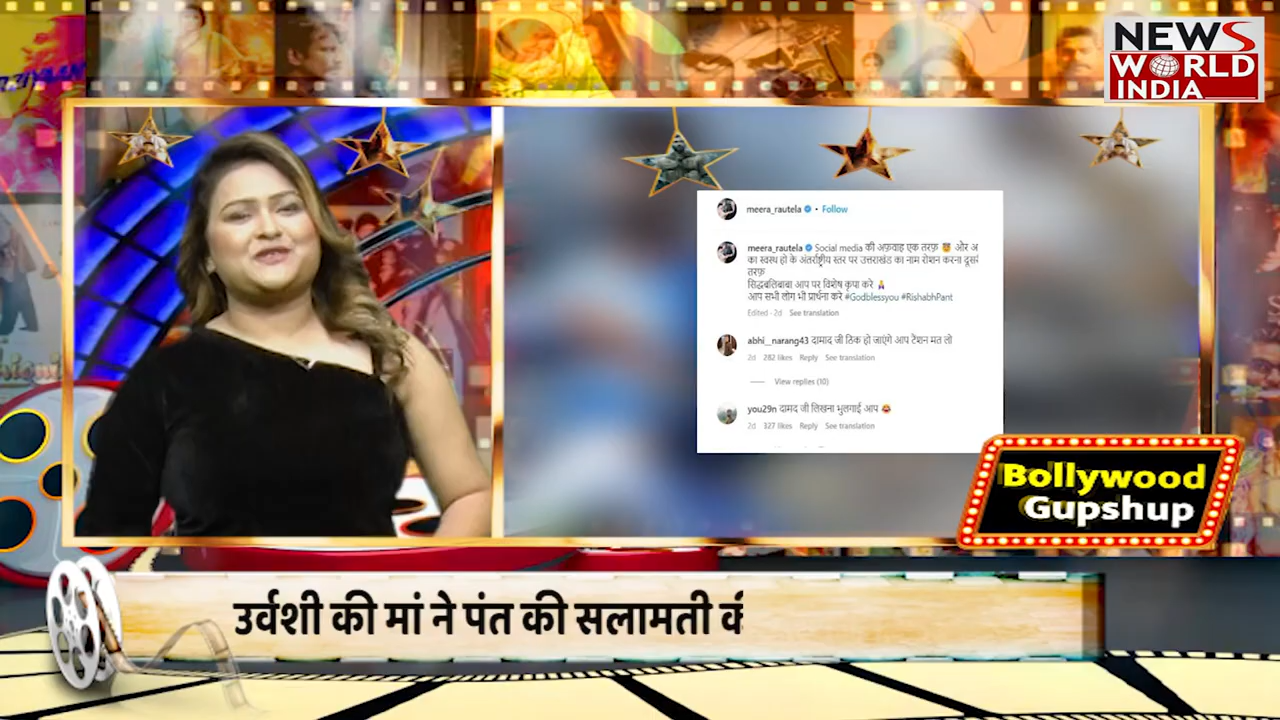 NEWS
WORLD
INDIA
meera_rautela • Follow
meera_rautela Social media की अफ़वाह एक तरफ़ 😇 ओर अ
का स्वस्थ हो के अंतर्राष्ट्रीय स्तर पर उत्तराखंड का नाम रोशन करना दूसरी
तरफ़
सिद्धबलिबाबा आप पर विशेष कृपा करे 🙏
आप सभी लोग भी प्रार्थना करें #Godblessyou #RishabhPant
Edited · 2d See translation
abhi_narang43 दामाद जी ठिक हो जाएंगे आप टैंशन मत लो
2d 282 likes Reply See translation
View replies (10)
you29n दामद जी लिखना भुलगाई आप 😂
2d 327 likes Reply See translation
Bollywood
Gupshup
उर्वशी की मां ने पंत की सलामती की